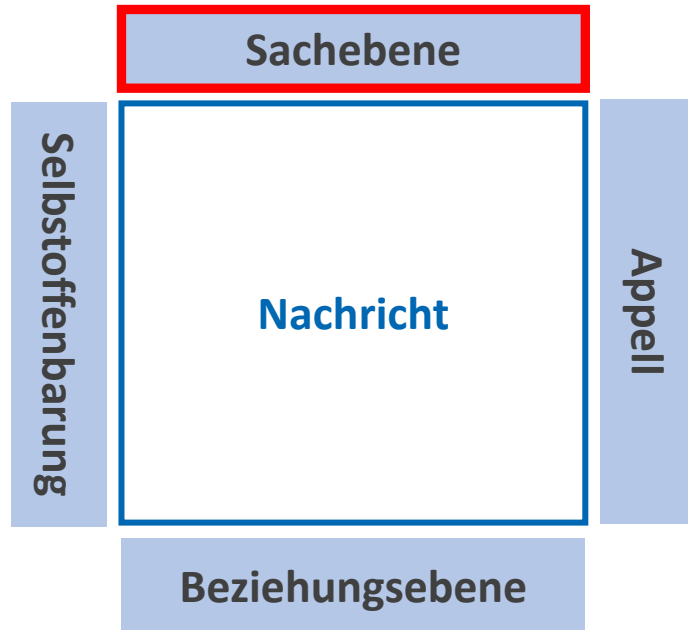 Sachebene
Selbstoffenbarung
Nachricht
Appell
Beziehungsebene